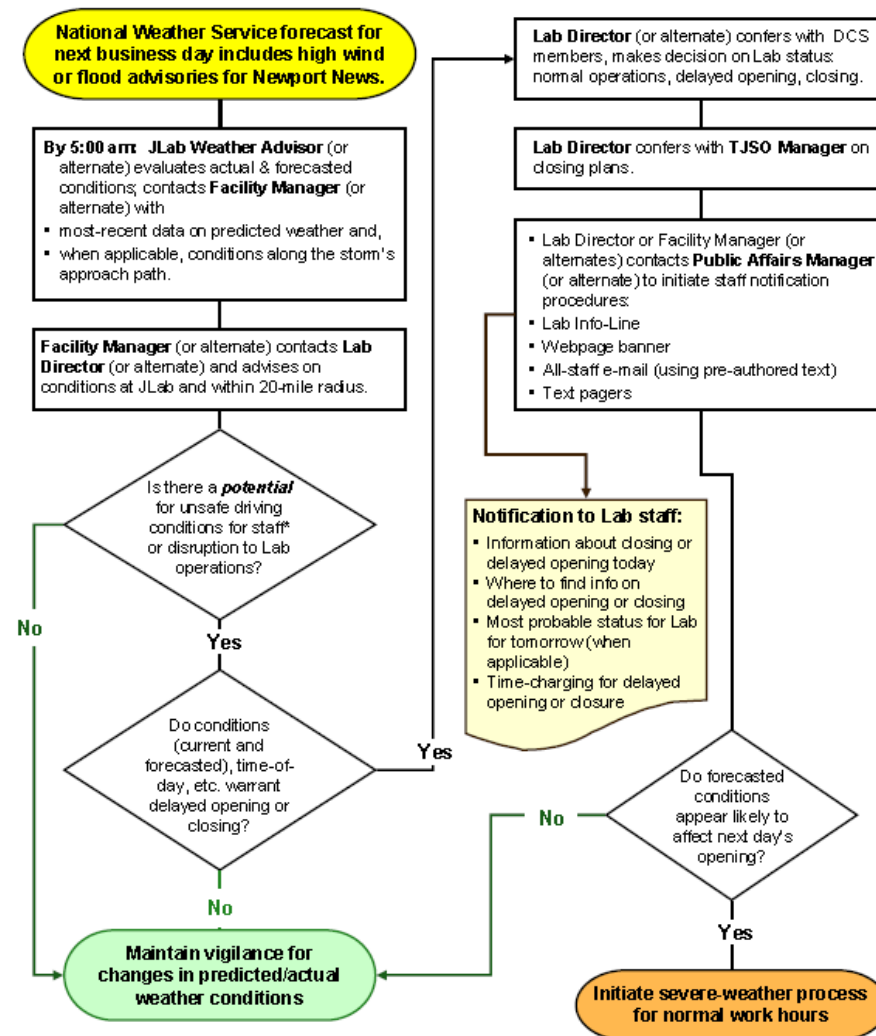 National Weather Service forecast for
next business day includes high wind
or flood advisories for Newport News.
By 5:00 am: JLab Weather Advisor (or
alternate) evaluates actual & forecasted
conditions; contacts Facility Manager (or
alternate) with
▪ most-recent data on predicted weather and,
▪ when applicable, conditions along the storm's
approach path.
Facility Manager (or alternate) contacts Lab
Director (or alternate) and advises on
conditions at JLab and within 20-mile radius.
Is there a potential
for unsafe driving
conditions for staff*
or disruption to Lab
operations?
No
Yes
Do conditions
(current and
forecasted), time-of-
day, etc. warrant
delayed opening or
closing?
Yes
No
Maintain vigilance for
changes in predicted/actual
weather conditions
Lab Director (or alternate) confers with DCS
members, makes decision on Lab status:
normal operations, delayed opening, closing.
Lab Director confers with TJSO Manager on
closing plans.
▪ Lab Director or Facility Manager (or
alternates) contacts Public Affairs Manager
(or alternate) to initiate staff notification
procedures:
▪ Lab Info-Line
▪ Webpage banner
▪ All-staff e-mail (using pre-authored text)
▪ Text pagers
Notification to Lab staff:
▪ Information about closing or
delayed opening today
▪ Where to find info on
delayed opening or closing
▪ Most probable status for Lab
for tomorrow (when
applicable)
▪ Time-charging for delayed
opening or closure
Do forecasted
conditions
appear likely to
affect next day's
opening?
No
Yes
Initiate severe-weather process
for normal work hours